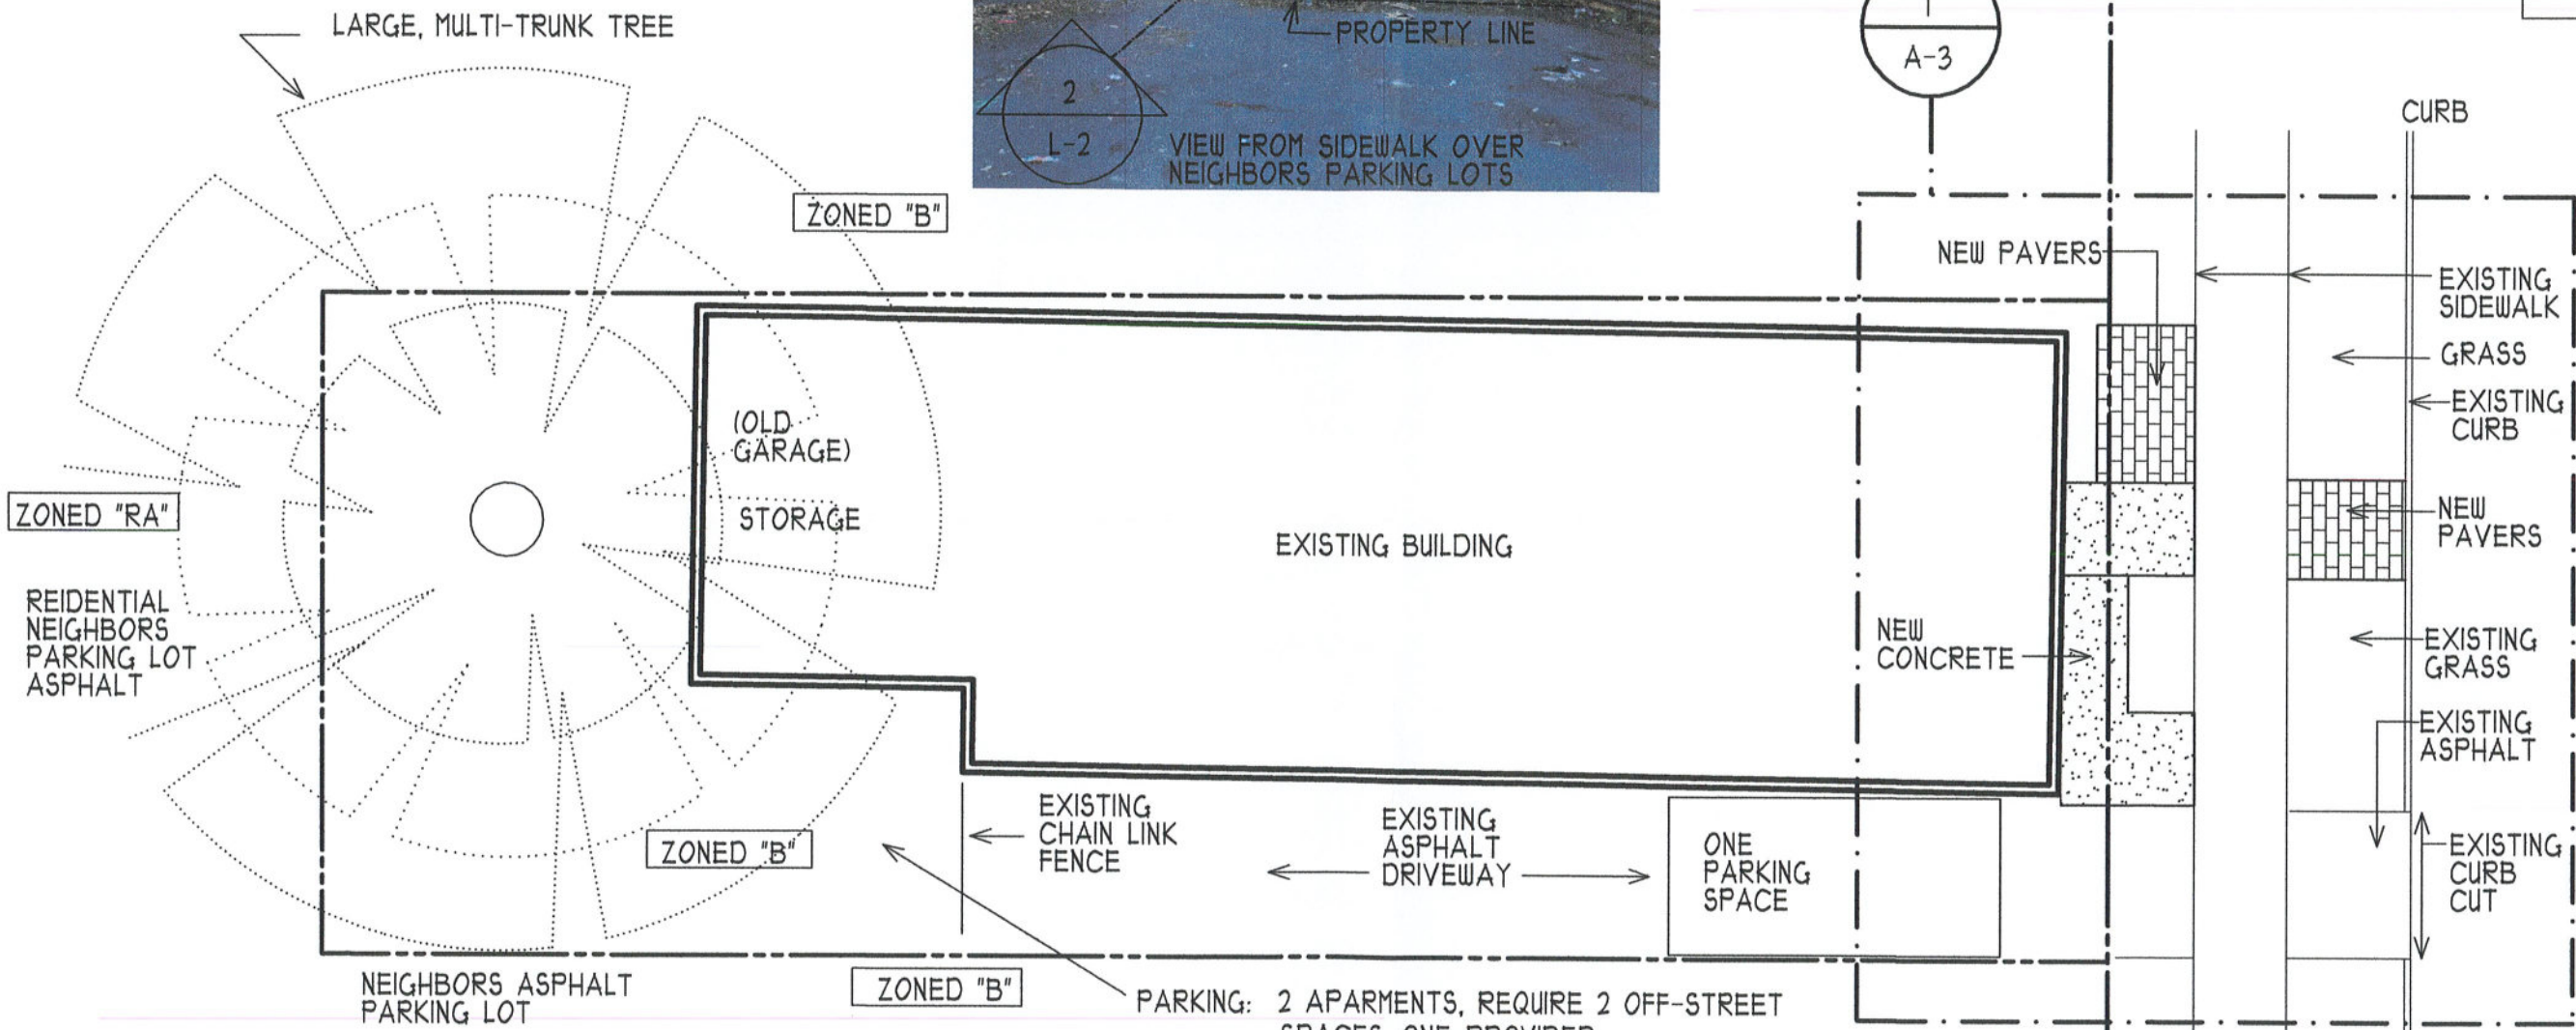 LARGE, MULTI-TRUNK TREE
PROPERTY LINE
2
L-2
VIEW FROM SIDEWALK OVER
NEIGHBORS PARKING LOTS
A-3
CURB
ZONED "B"
NEW PAVERS
EXISTING
SIDEWALK
GRASS
EXISTING
CURB
(OLD
GARAGE)
STORAGE
ZONED "RA"
EXISTING BUILDING
NEW
PAVERS
REIDENTIAL
NEIGHBORS
PARKING LOT
ASPHALT
NEW
CONCRETE
EXISTING
GRASS
EXISTING
ASPHALT
ZONED "B"
EXISTING
CHAIN LINK
FENCE
EXISTING
ASPHALT
DRIVEWAY
ONE
PARKING
SPACE
EXISTING
CURB
CUT
NEIGHBORS ASPHALT
PARKING LOT
ZONED "B"
PARKING: 2 APARMENTS, REQUIRE 2 OFF-STREET
SPACES, ONE PROVIDED